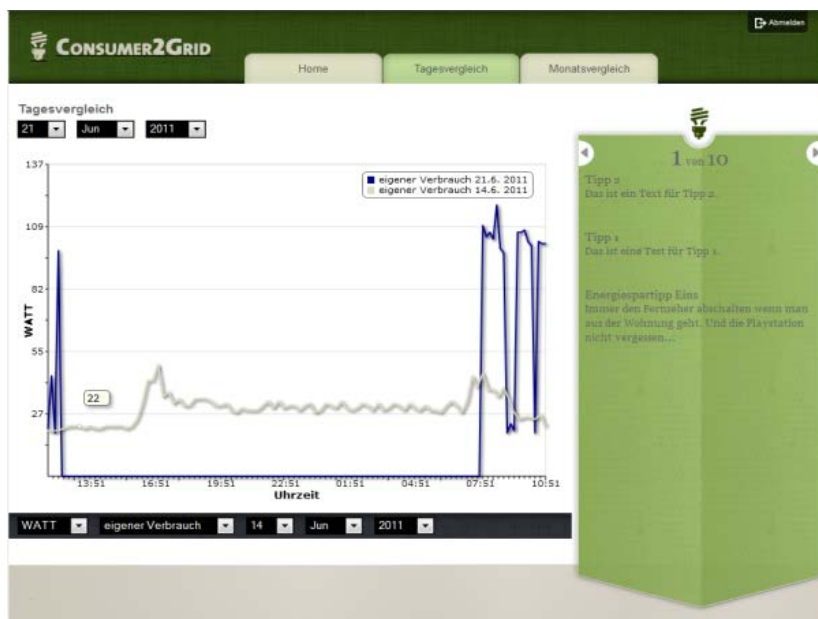 Abmelden
CONSUMER2GRID
Home
Tagesvergleich
Monatsvergleich
Tagesvergleich
21 Jun 2011
1 von 10
Tipp 2
Das ist ein Text für Tipp 2.
Tipp 1
Das ist eine Test für Tipp 1.
Energiespartipp Eins
Immer den Fernseher abschalten wenn man
aus der Wohnung geht. Und die Playstation
nicht vergessen...
eigener Verbrauch 21.6. 2011
eigener Verbrauch 14.6. 2011
137
109
82
55
27
WATT
22
13:51 16:51 19:51 22:51 01:51 04:51 07:51 10:51
Uhrzeit
WATT eigener Verbrauch 14 Jun 2011